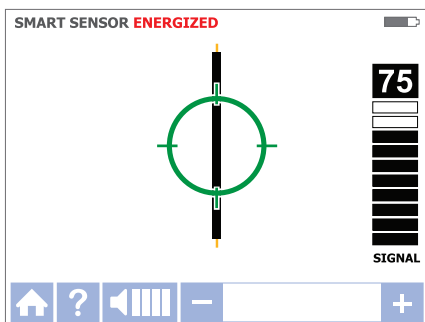 SMART SENSOR ENERGIZED
75
SIGNAL
? − +